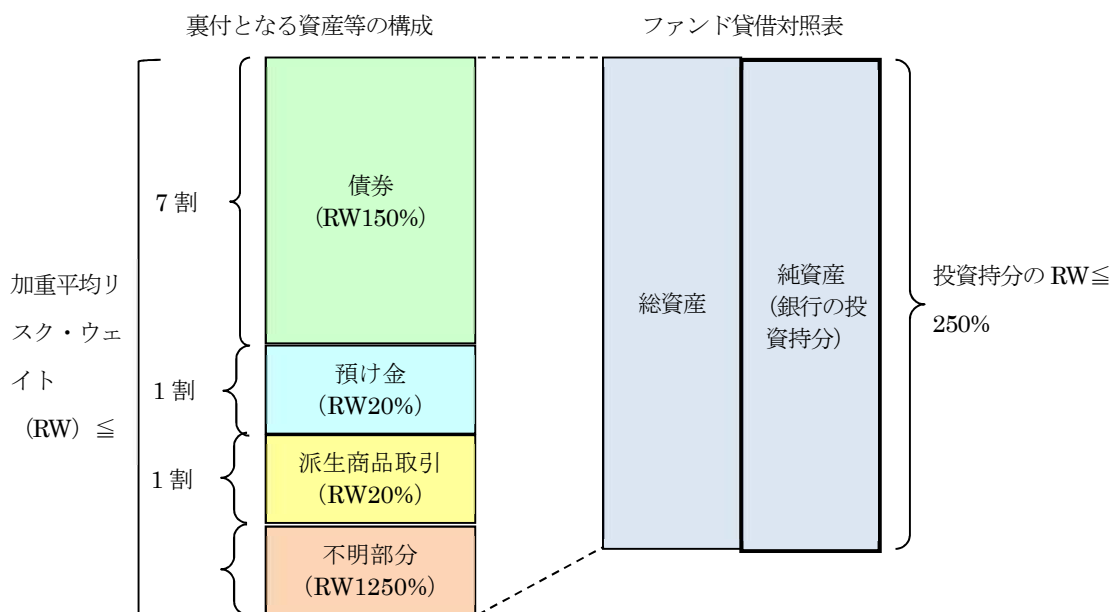 裏付となる資産等の構成
ファンド貸借対照表
加重平均リ
スク・ウェ
イト
(RW) ≦
7 割
1 割
1 割
債券
(RW150%)
預け金
(RW20%)
派生商品取引
(RW20%)
不明部分
(RW1250%)
総資産
純資産
(銀行の投
資持分)
投資持分の RW≦
250%